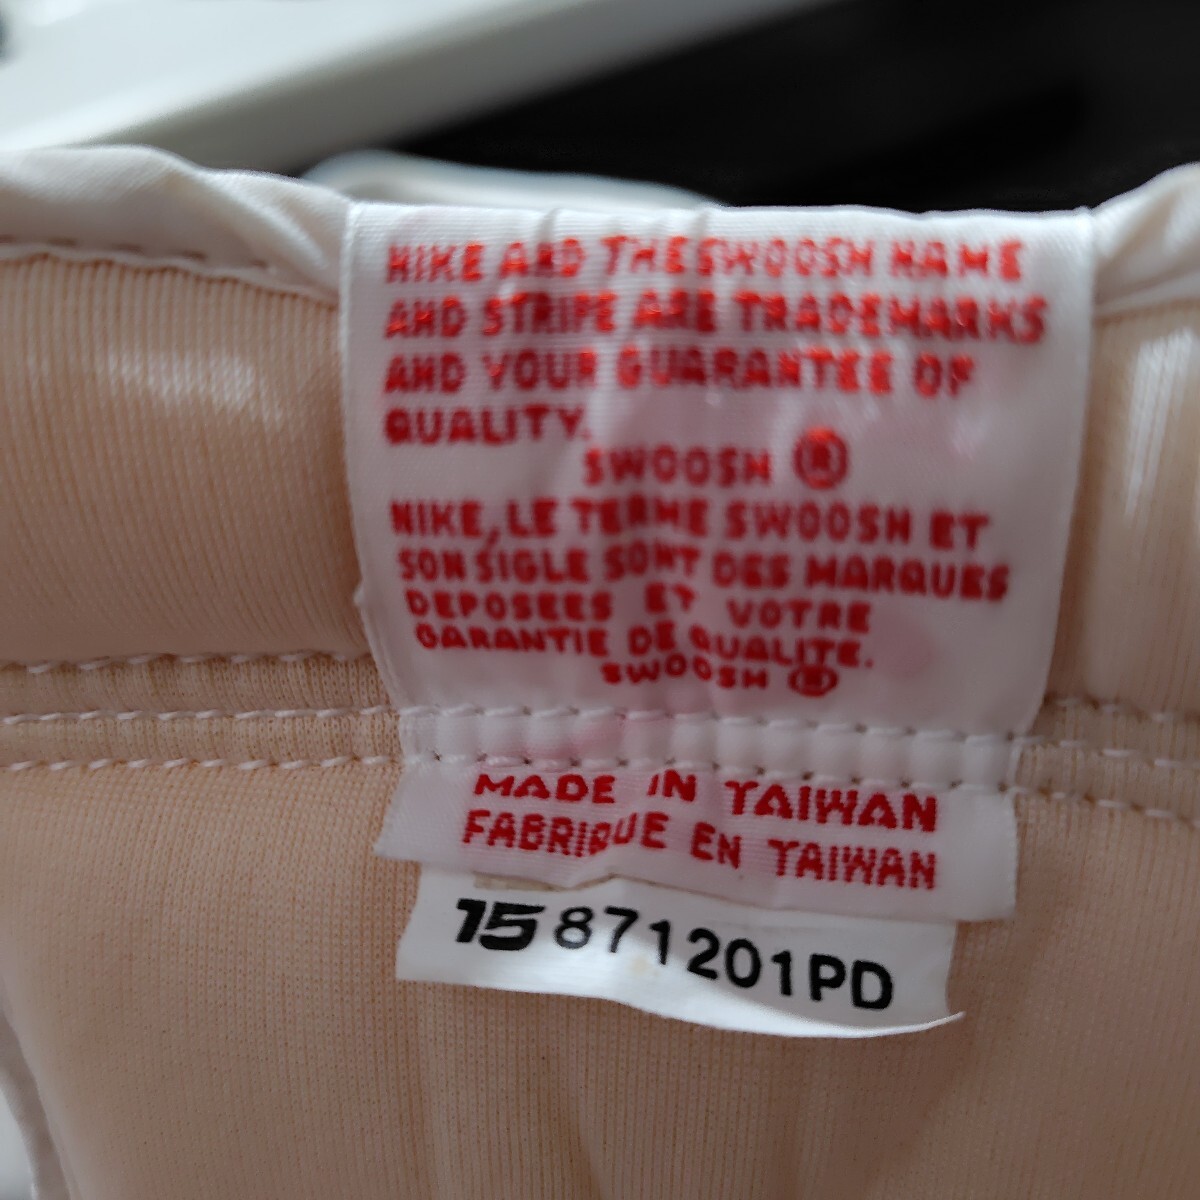 NIKE AND THE SWOOSH NAME
AND STRIPE ARE TRADEMARKS
AND YOUR GUARANTEE OF
QUALITY.
SWOOSH ®
NIKE, LE TERME SWOOSH ET
SON SIGLE SONT DES MARQUES
DEPOSEES ET VOTRE
GARANTIE DE QUALITE.
SWOOSH ®
MADE IN TAIWAN
FABRIQUE EN TAIWAN
15 871201PD